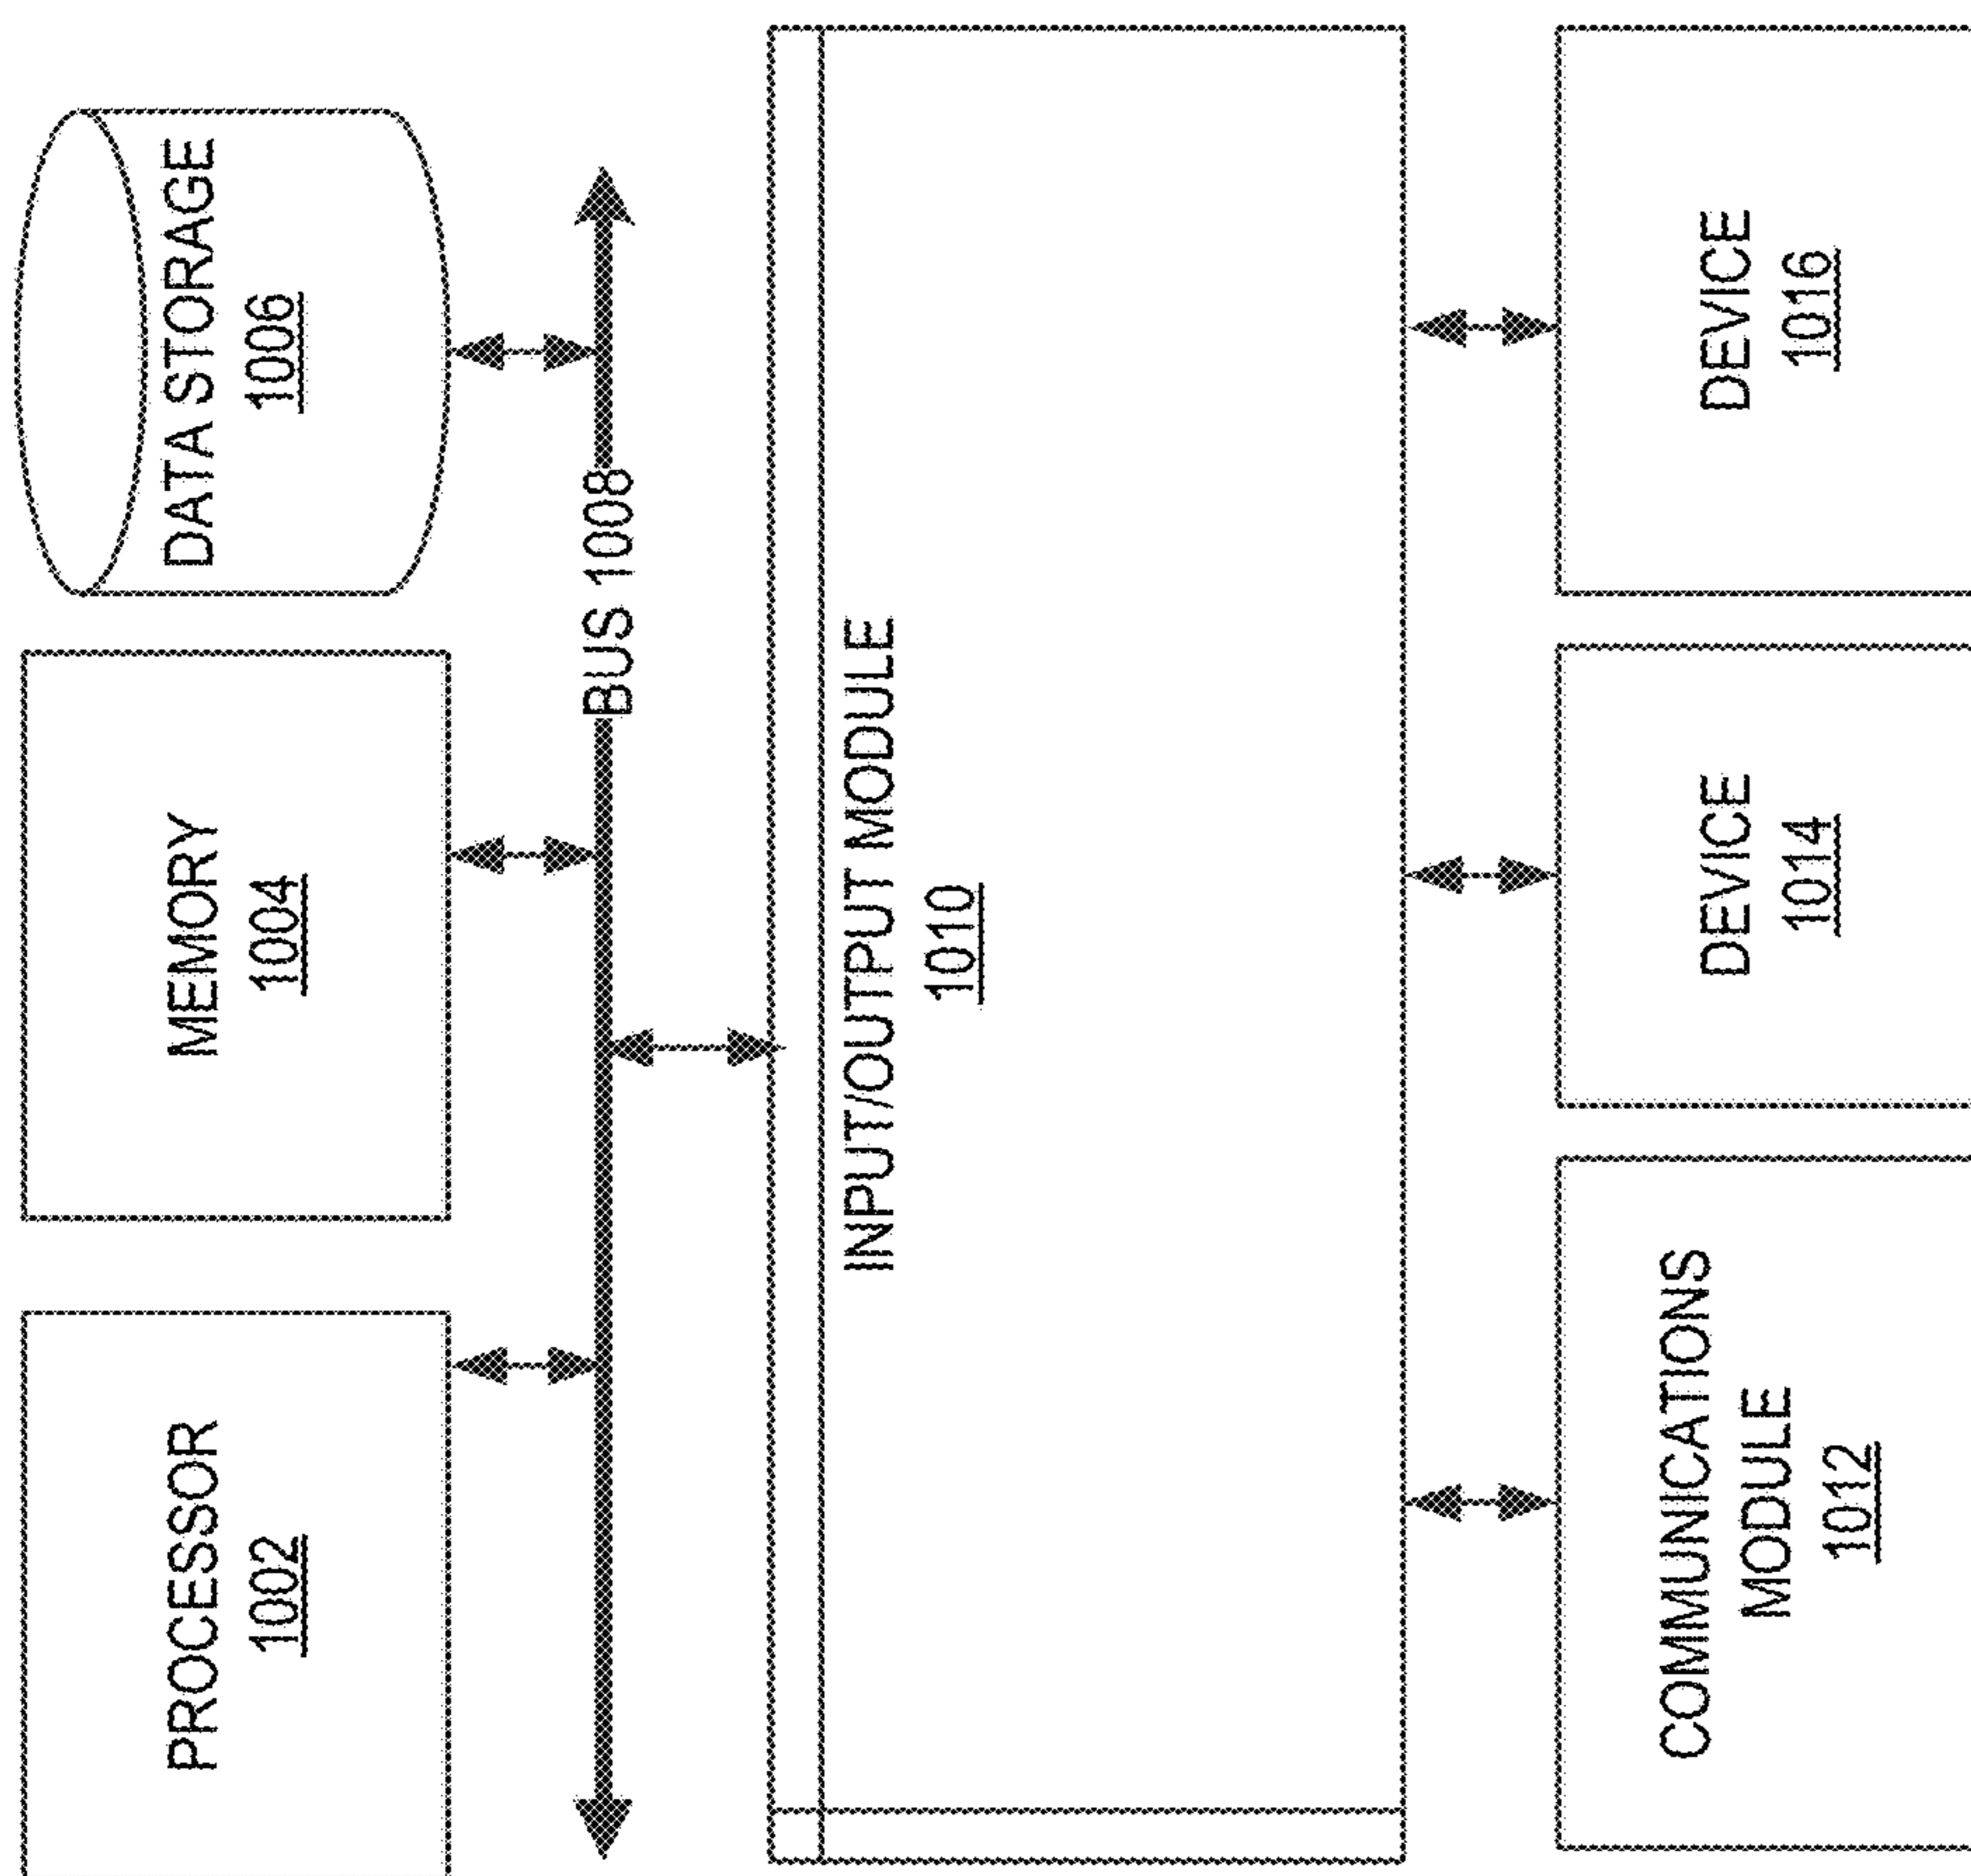 PROCESSOR
1002
MEMORY
1004
DATA STORAGE
1006
BUS 1008
INPUT/OUTPUT MODULE
1010
COMMUNICATIONS
MODULE
1012
DEVICE
1014
DEVICE
1016